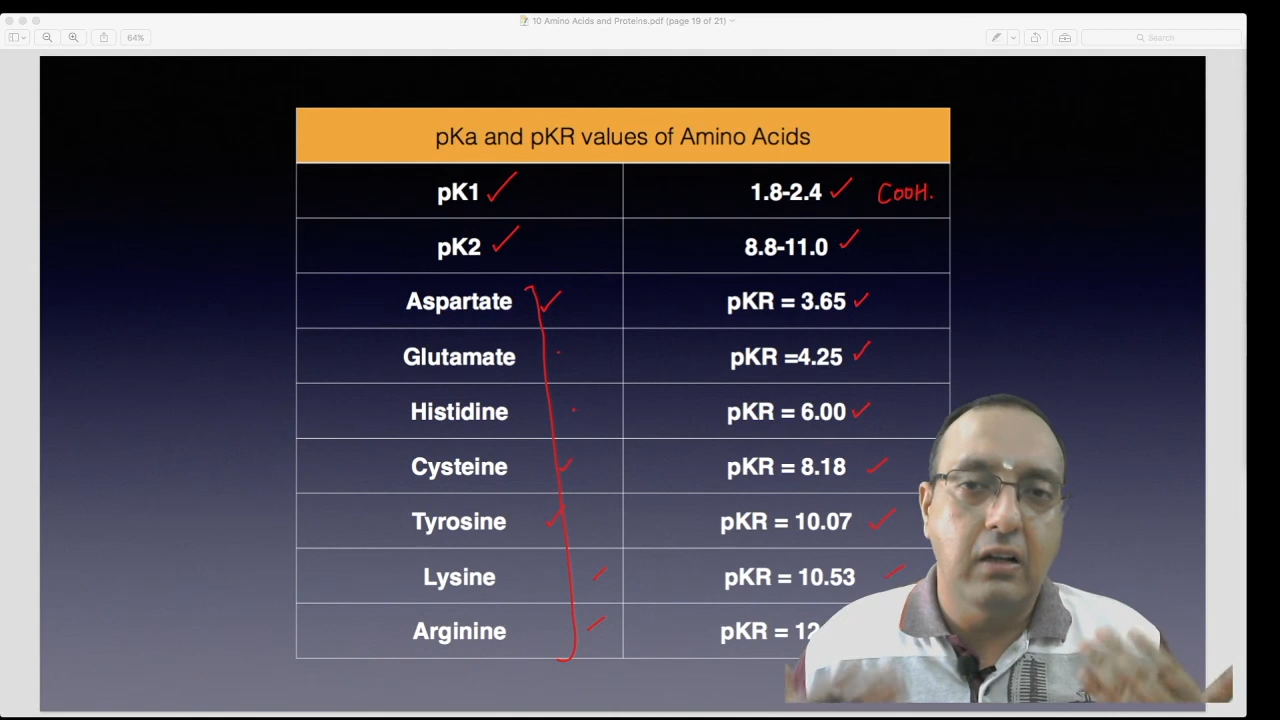 10 Amino Acids and Proteins.pdf (page 19 of 21)
64%
Search
pKa and pKR values of Amino Acids
pK1 1.8-2.4 COOH.
pK2 8.8-11.0
Aspartate pKR = 3.65
Glutamate pKR =4.25
Histidine pKR = 6.00
Cysteine pKR = 8.18
Tyrosine pKR = 10.07
Lysine pKR = 10.53
Arginine pKR = 12